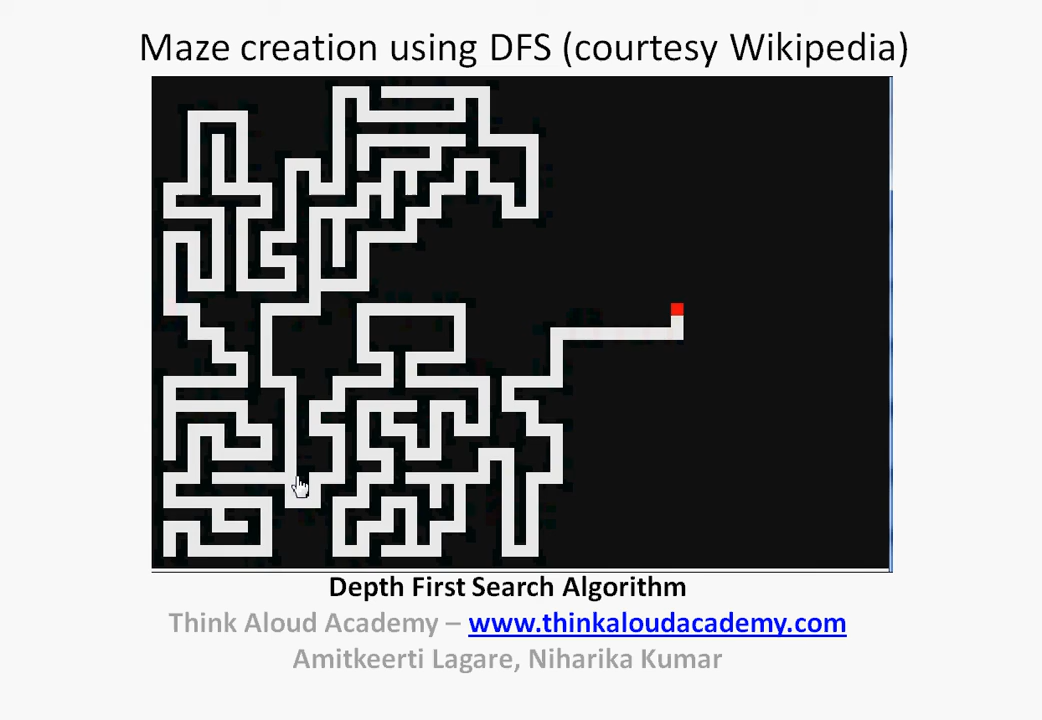 Maze creation using DFS (courtesy Wikipedia)
Depth First Search Algorithm
Think Aloud Academy – www.thinkaloudacademy.com
Amitkeerti Lagare, Niharika Kumar